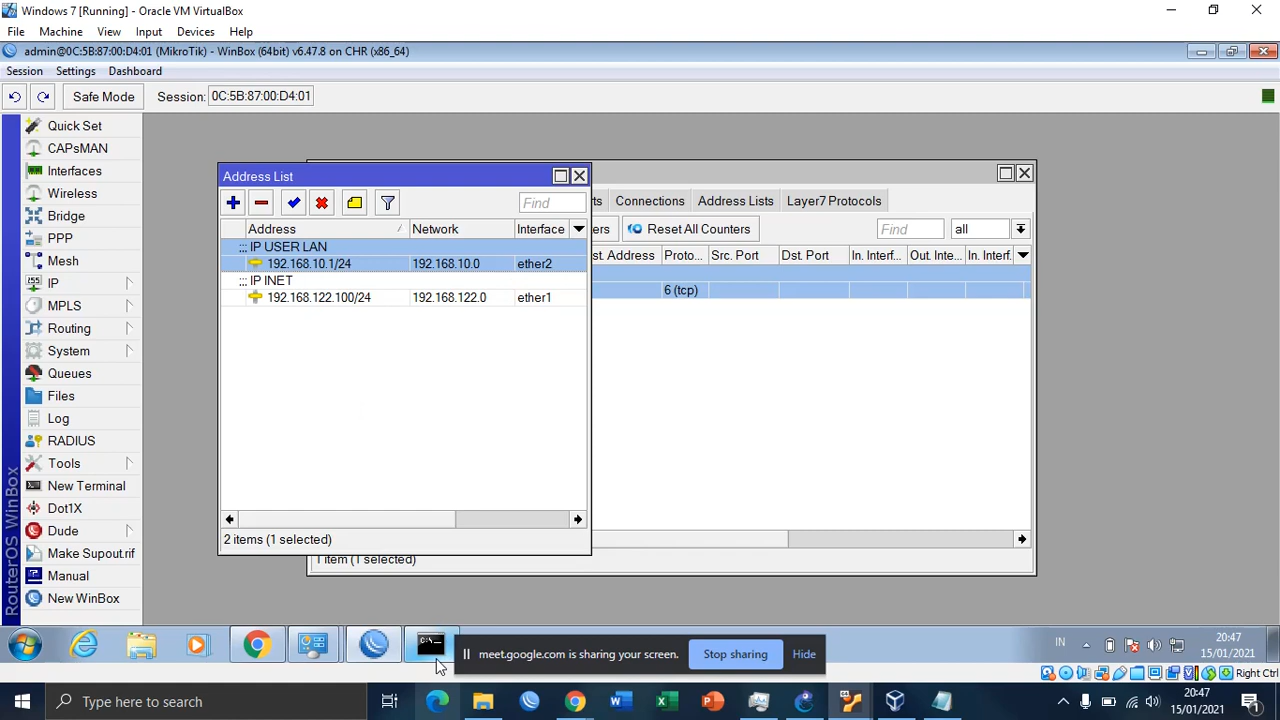 Windows 7 [Running] - Oracle VM VirtualBox
File Machine View Input Devices Help
admin@0C:5B:87:00:D4:01 (MikroTik) - WinBox (64bit) v6.47.8 on CHR (x86_64)
Session Settings Dashboard
Safe Mode Session: 0C:5B:87:00:D4:01
Quick Set
CAPsMAN
Interfaces
Wireless
Bridge
PPP
Mesh
IP
MPLS
Routing
System
Queues
Files
Log
RADIUS
Tools
New Terminal
Dot1X
Dude
Make Supout.rif
Manual
New WinBox
RouterOS WinBox
Address List
Find
Address Network Interface
::: IP USER LAN
192.168.10.1/24 192.168.10.0 ether2
::: IP INET
192.168.122.100/24 192.168.122.0 ether1
2 items (1 selected)
ts Connections Address Lists Layer7 Protocols
ters Reset All Counters Find all
st. Address Proto... Src. Port Dst. Port In. Interf... Out. Inte... In. Interf...
6 (tcp)
1 item (1 selected)
C:\_
meet.google.com is sharing your screen. Stop sharing Hide
IN
20:47
15/01/2021
Right Ctrl
Type here to search
20:47
15/01/2021
1